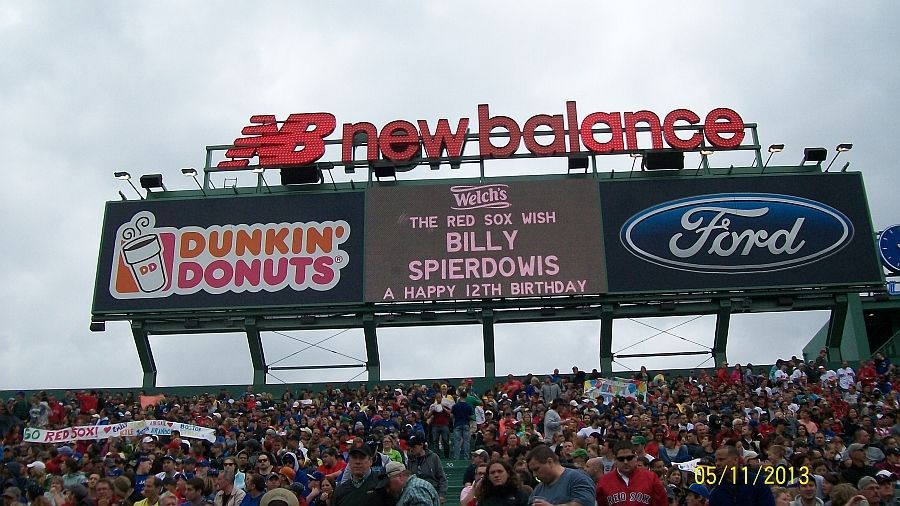 NB new balance
Welch's
THE RED SOX WISH
BILLY
SPIERDOWIS
A HAPPY 12TH BIRTHDAY
DUNKIN'
DONUTS®
DD
Ford
GO RED SOX!
RED SOX
05/11/2013